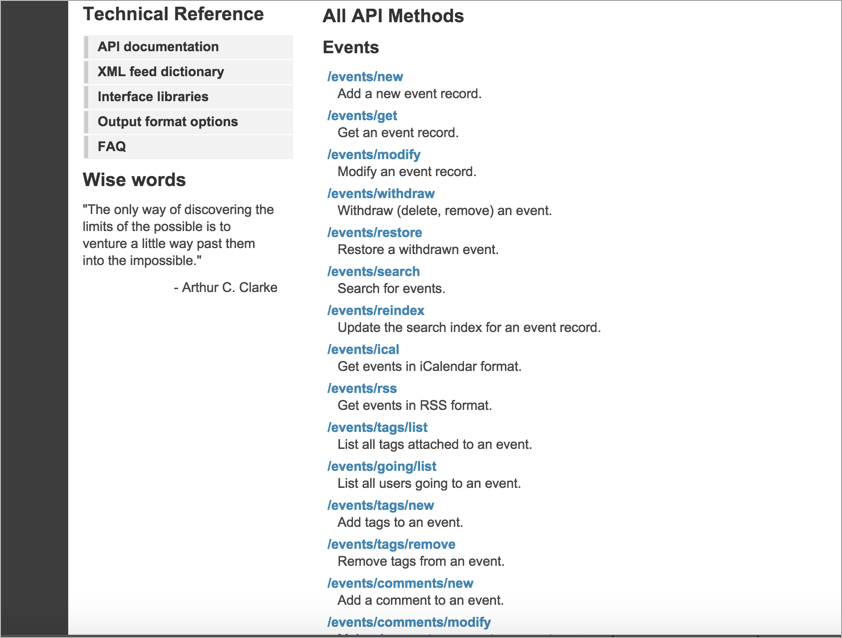 Technical Reference
API documentation
XML feed dictionary
Interface libraries
Output format options
FAQ
Wise words
"The only way of discovering the
limits of the possible is to
venture a little way past them
into the impossible."
- Arthur C. Clarke
All API Methods
Events
/events/new
Add a new event record.
/events/get
Get an event record.
/events/modify
Modify an event record.
/events/withdraw
Withdraw (delete, remove) an event.
/events/restore
Restore a withdrawn event.
/events/search
Search for events.
/events/reindex
Update the search index for an event record.
/events/ical
Get events in iCalendar format.
/events/rss
Get events in RSS format.
/events/tags/list
List all tags attached to an event.
/events/going/list
List all users going to an event.
/events/tags/new
Add tags to an event.
/events/tags/remove
Remove tags from an event.
/events/comments/new
Add a comment to an event.
/events/comments/modify